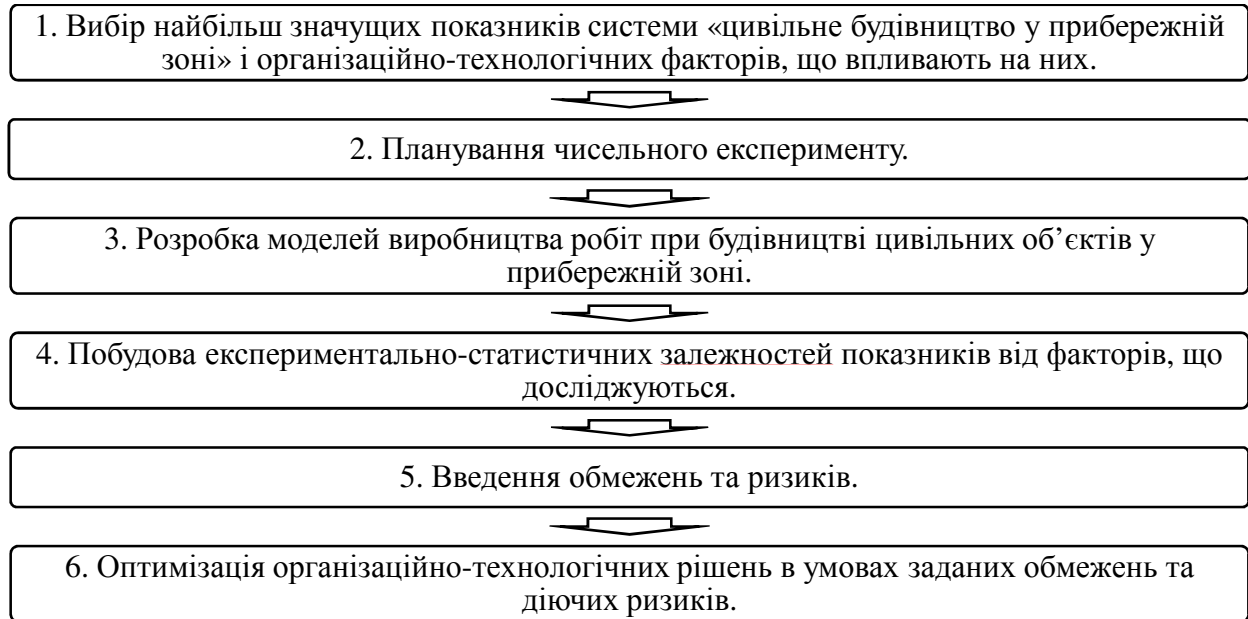 1. Вибір найбільш значущих показників системи «цивільне будівництво у прибережній
зоні» і організаційно-технологічних факторів, що впливають на них.
2. Планування чисельного експерименту.
3. Розробка моделей виробництва робіт при будівництві цивільних об’єктів у
прибережній зоні.
4. Побудова експериментально-статистичних залежностей показників від факторів, що
досліджуються.
5. Введення обмежень та ризиків.
6. Оптимізація організаційно-технологічних рішень в умовах заданих обмежень та
діючих ризиків.